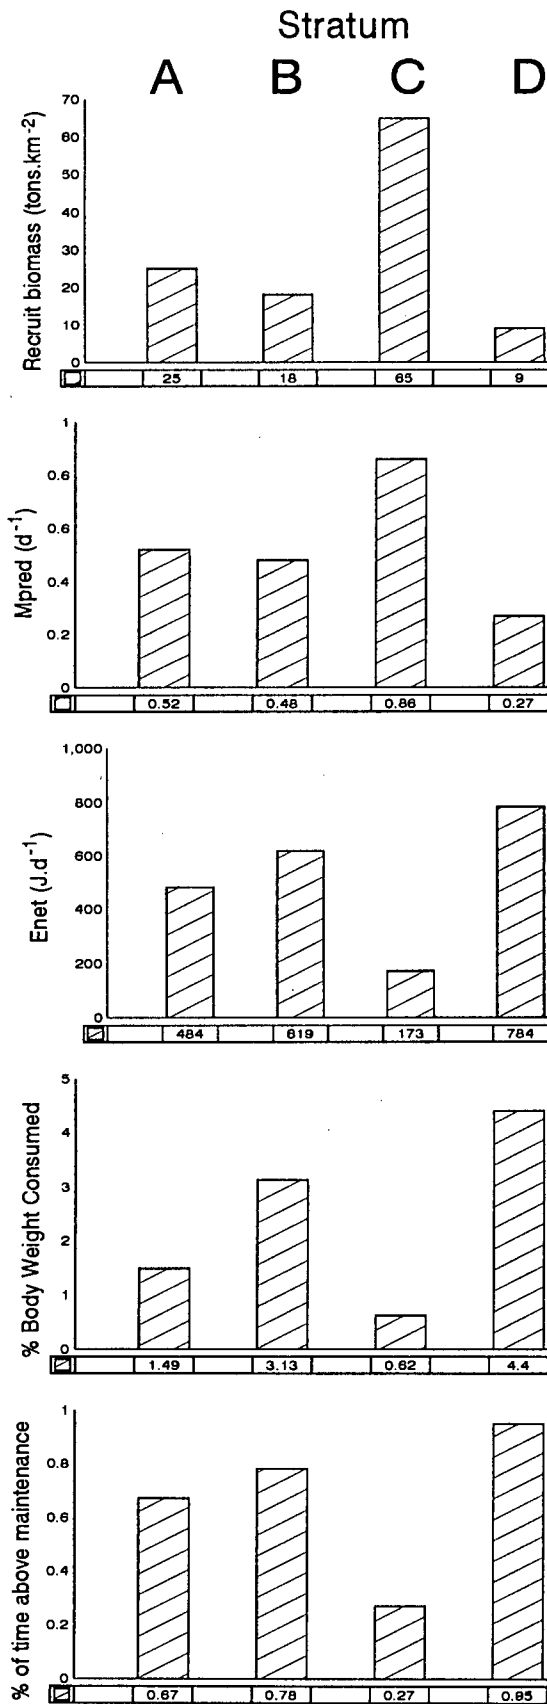 Stratum
A B C D
Recruit biomass (tons.km-2)
70
60
50
40
30
20
10
0
25 18 65 9
Mpred (d-1)
1
0.8
0.6
0.4
0.2
0
0.52 0.48 0.86 0.27
Enet (J.d-1)
1,000
800
600
400
200
0
484 619 173 784
% Body Weight Consumed
5
4
3
2
1
0
1.49 3.13 0.62 4.4
% of time above maintenance
1
0.8
0.6
0.4
0.2
0
0.67 0.78 0.27 0.95